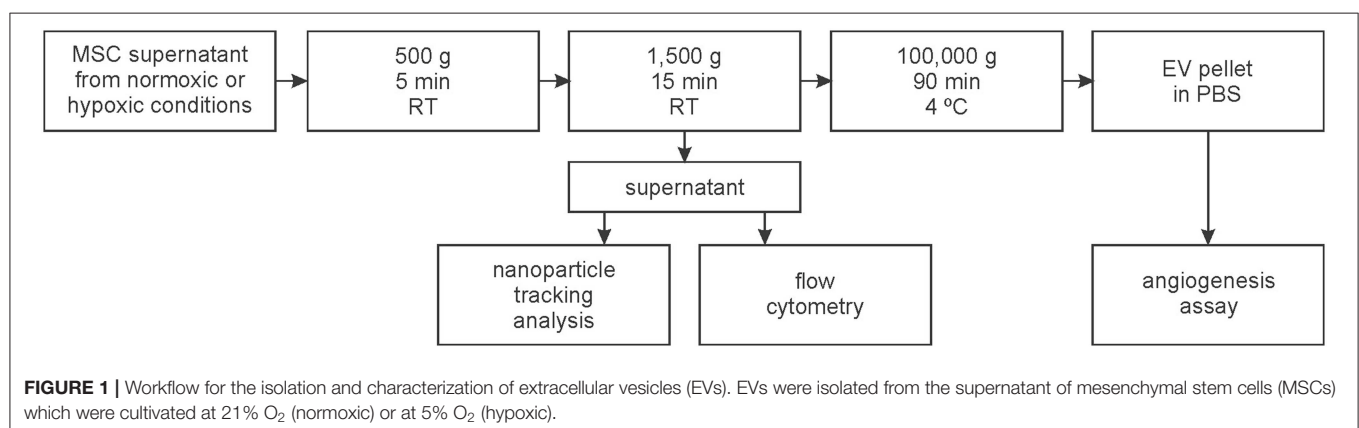 MSC supernatant
from normoxic or
hypoxic conditions
500 g
5 min
RT
1,500 g
15 min
RT
100,000 g
90 min
4 ºC
EV pellet
in PBS
supernatant
nanoparticle
tracking
analysis
flow
cytometry
angiogenesis
assay
FIGURE 1 | Workflow for the isolation and characterization of extracellular vesicles (EVs). EVs were isolated from the supernatant of mesenchymal stem cells (MSCs)
which were cultivated at 21% O₂ (normoxic) or at 5% O₂ (hypoxic).